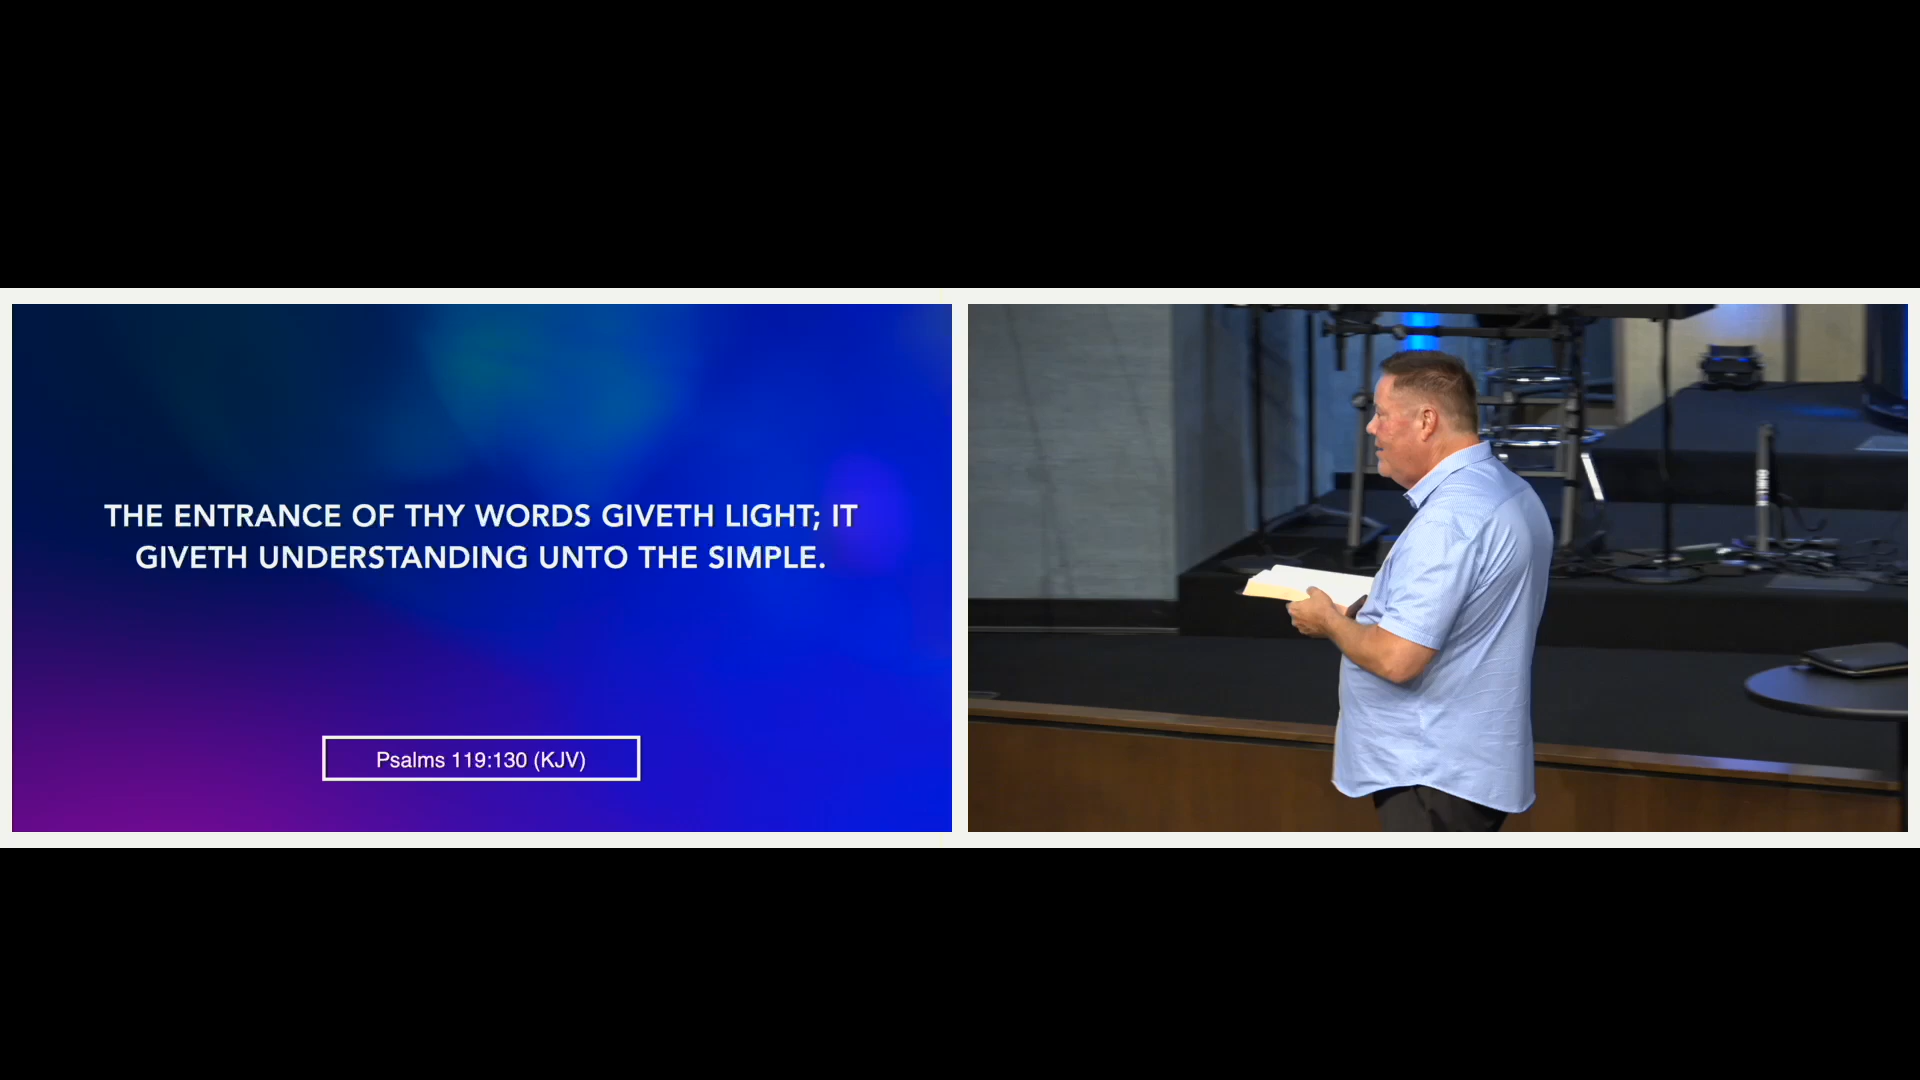 THE ENTRANCE OF THY WORDS GIVETH LIGHT; IT
GIVETH UNDERSTANDING UNTO THE SIMPLE.
Psalms 119:130 (KJV)